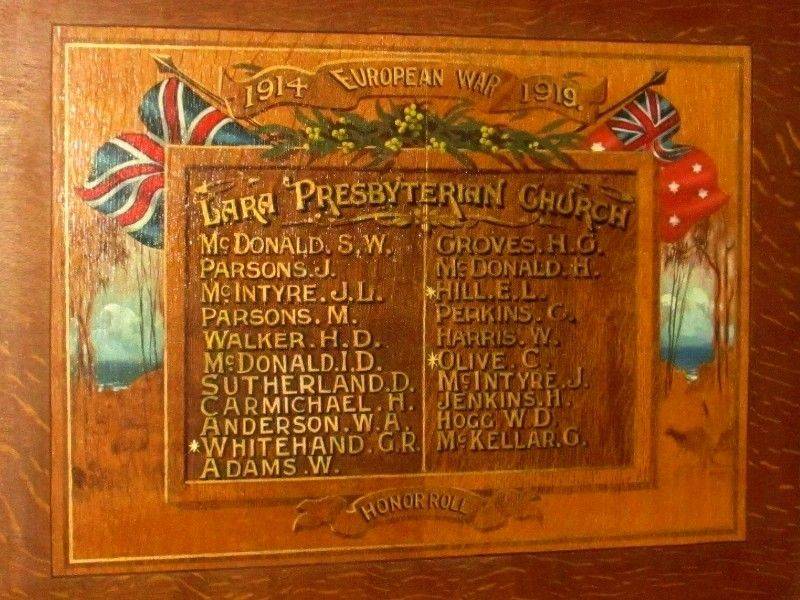 1914 EUROPEAN WAR 1919.
LARA PRESBYTERIAN CHURCH
McDONALD. S.W.
PARSONS. J.
McINTYRE. J.L.
PARSONS. M.
WALKER. H.D.
McDONALD. I.D.
SUTHERLAND. D.
CARMICHAEL. H.
ANDERSON. W.A.
*WHITEHAND. G.R.
ADAMS. W.
GROVES. H.G.
McDONALD. H.
*HILL. E.L.
PERKINS. G.
HARRIS. W.
*OLIVE. C.
McINTYRE. J.
JENKINS. H.
HOGG. W.D.
McKELLAR. G.
HONOR ROLL